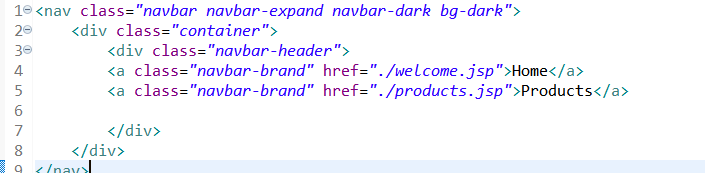 1 <nav class="navbar navbar-expand navbar-dark bg-dark">
2     <div class="container">
3         <div class="navbar-header">
4         <a class="navbar-brand" href="./welcome.jsp">Home</a>
5         <a class="navbar-brand" href="./products.jsp">Products</a>
6
7         </div>
8     </div>
9 </nav>